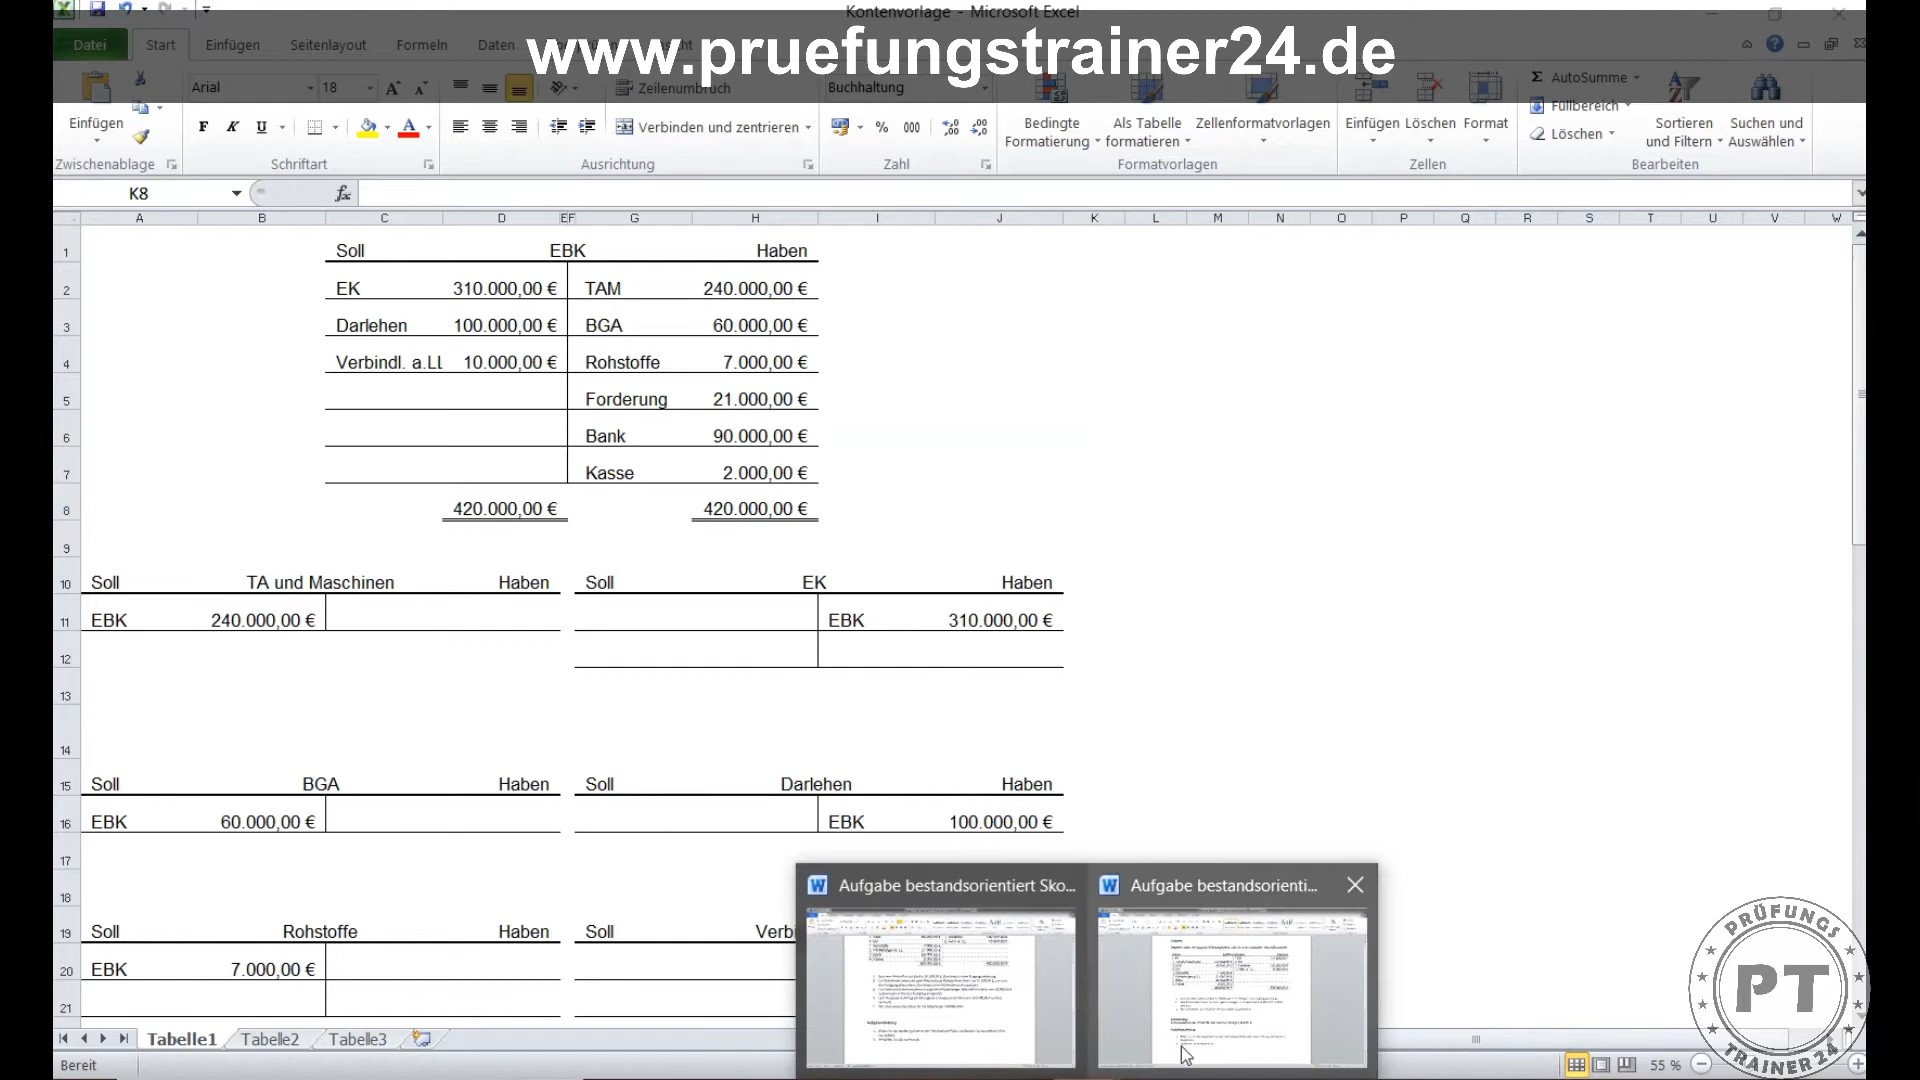 Kontenvorlage - Microsoft Excel
www.pruefungstrainer24.de
Datei Start Einfügen Seitenlayout Formeln Daten
Arial 18 Zeilenumbruch Buchhaltung AutoSumme
Füllbereich
Einfügen F K U Verbinden und zentrieren % 000 Bedingte Formatierung Als Tabelle formatieren Zellenformatvorlagen Einfügen Löschen Format Löschen Sortieren und Filtern Suchen und Auswählen
Zwischenablage Schriftart Ausrichtung Zahl Formatvorlagen Zellen Bearbeiten
K8 fx
A B C D E F G H I J K L M N O P Q R S T U V W
1 Soll EBK Haben
2 EK 310.000,00 € TAM 240.000,00 €
3 Darlehen 100.000,00 € BGA 60.000,00 €
4 Verbindl. a.LL 10.000,00 € Rohstoffe 7.000,00 €
5 Forderung 21.000,00 €
6 Bank 90.000,00 €
7 Kasse 2.000,00 €
8 420.000,00 € 420.000,00 €
9
10 Soll TA und Maschinen Haben Soll EK Haben
11 EBK 240.000,00 € EBK 310.000,00 €
12
13
14
15 Soll BGA Haben Soll Darlehen Haben
16 EBK 60.000,00 € EBK 100.000,00 €
17
18
19 Soll Rohstoffe Haben Soll Verbi
20 EBK 7.000,00 €
21
Aufgabe bestandsorientiert Sko... Aufgabe bestandsorienti...
Tabelle1 Tabelle2 Tabelle3
Bereit 55 %
PRÜFUNGS
PT
TRAINER 24